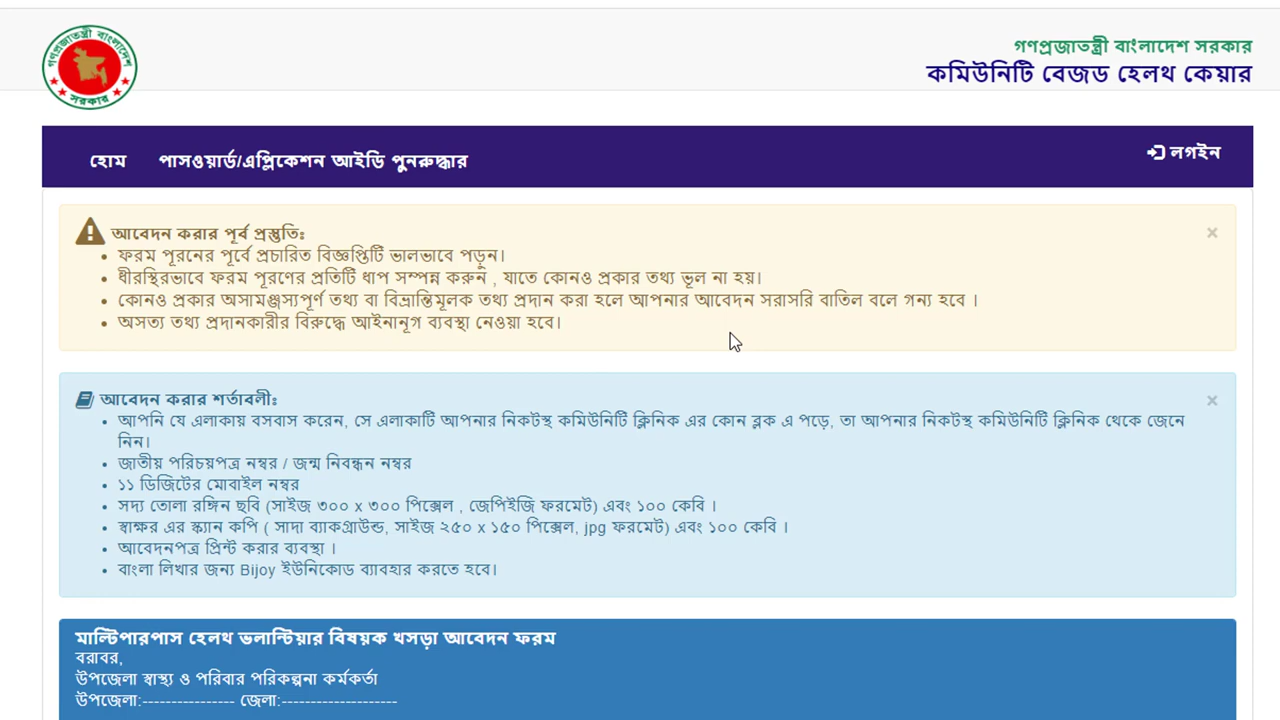 গণপ্রজাতন্ত্রী বাংলাদেশ
সরকার
গণপ্রজাতন্ত্রী বাংলাদেশ সরকার
কমিউনিটি বেজড হেলথ কেয়ার
হোম পাসওয়ার্ড/এপ্লিকেশন আইডি পুনরুদ্ধার লগইন
আবেদন করার পূর্ব প্রস্তুতিঃ ×
ফরম পূরনের পূর্বে প্রচারিত বিজ্ঞপ্তিটি ভালভাবে পড়ুন।
ধীরস্থিরভাবে ফরম পূরণের প্রতিটি ধাপ সম্পন্ন করুন , যাতে কোনও প্রকার তথ্য ভূল না হয়।
কোনও প্রকার অসামঞ্জস্যপূর্ণ তথ্য বা বিভ্রান্তিমূলক তথ্য প্রদান করা হলে আপনার আবেদন সরাসরি বাতিল বলে গন্য হবে ।
অসত্য তথ্য প্রদানকারীর বিরুদ্ধে আইনানূগ ব্যবস্থা নেওয়া হবে।
আবেদন করার শর্তাবলীঃ ×
আপনি যে এলাকায় বসবাস করেন, সে এলাকাটি আপনার নিকটস্থ কমিউনিটি ক্লিনিক এর কোন ব্লক এ পড়ে, তা আপনার নিকটস্থ কমিউনিটি ক্লিনিক থেকে জেনে
নিন।
জাতীয় পরিচয়পত্র নম্বর / জন্ম নিবন্ধন নম্বর
১১ ডিজিটের মোবাইল নম্বর
সদ্য তোলা রঙ্গিন ছবি (সাইজ ৩০০ x ৩০০ পিক্সেল , জেপিইজি ফরমেট) এবং ১০০ কেবি ।
স্বাক্ষর এর স্ক্যান কপি ( সাদা ব্যাকগ্রাউন্ড, সাইজ ২৫০ x ১৫০ পিক্সেল, jpg ফরমেট) এবং ১০০ কেবি ।
আবেদনপত্র প্রিন্ট করার ব্যবস্থা ।
বাংলা লিখার জন্য Bijoy ইউনিকোড ব্যাবহার করতে হবে।
মাল্টিপারপাস হেলথ ভলান্টিয়ার বিষয়ক খসড়া আবেদন ফরম
বরাবর,
উপজেলা স্বাস্থ্য ও পরিবার পরিকল্পনা কর্মকর্তা
উপজেলা:---------------- জেলা:--------------------